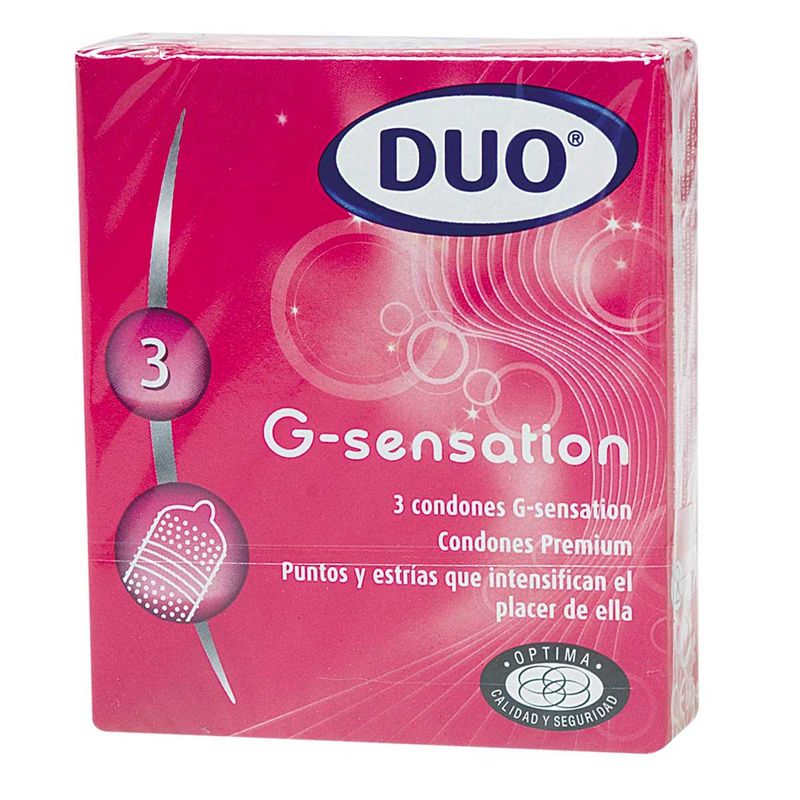 DUO®
3
G-sensation
3 condones G-sensation
Condones Premium
Puntos y estrías que intensifican el
placer de ella
• OPTIMA •
CALIDAD Y SEGURIDAD